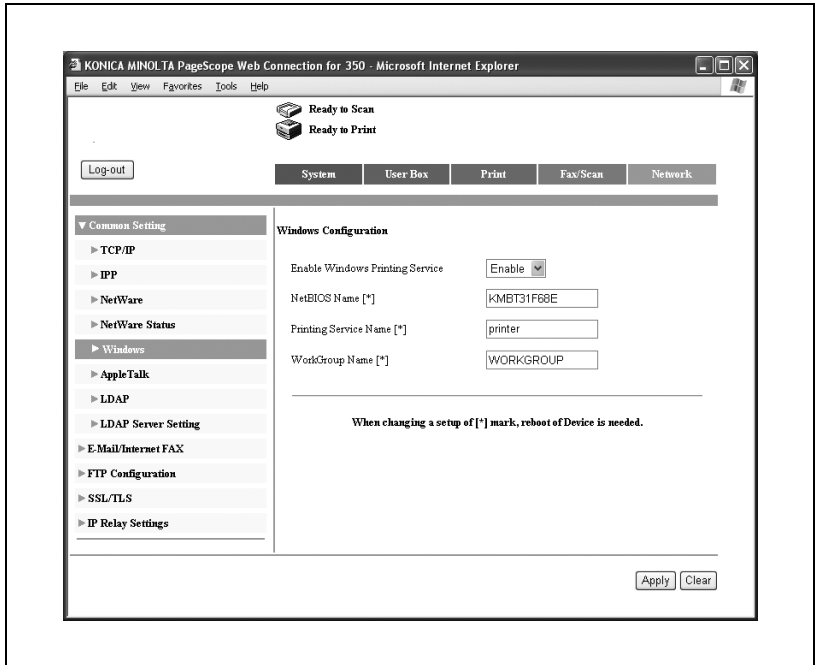 KONICA MINOLTA PageScope Web Connection for 350 - Microsoft Internet Explorer
File Edit View Favorites Tools Help
Ready to Scan
Ready to Print
Log-out
System User Box Print Fax/Scan Network
Common Setting
TCP/IP
IPP
NetWare
NetWare Status
Windows
AppleTalk
LDAP
LDAP Server Setting
E-Mail/Internet FAX
FTP Configuration
SSL/TLS
IP Relay Settings
Windows Configuration
Enable Windows Printing Service Enable
NetBIOS Name [*] KMBT31F68E
Printing Service Name [*] printer
WorkGroup Name [*] WORKGROUP
When changing a setup of [*] mark, reboot of Device is needed.
Apply Clear